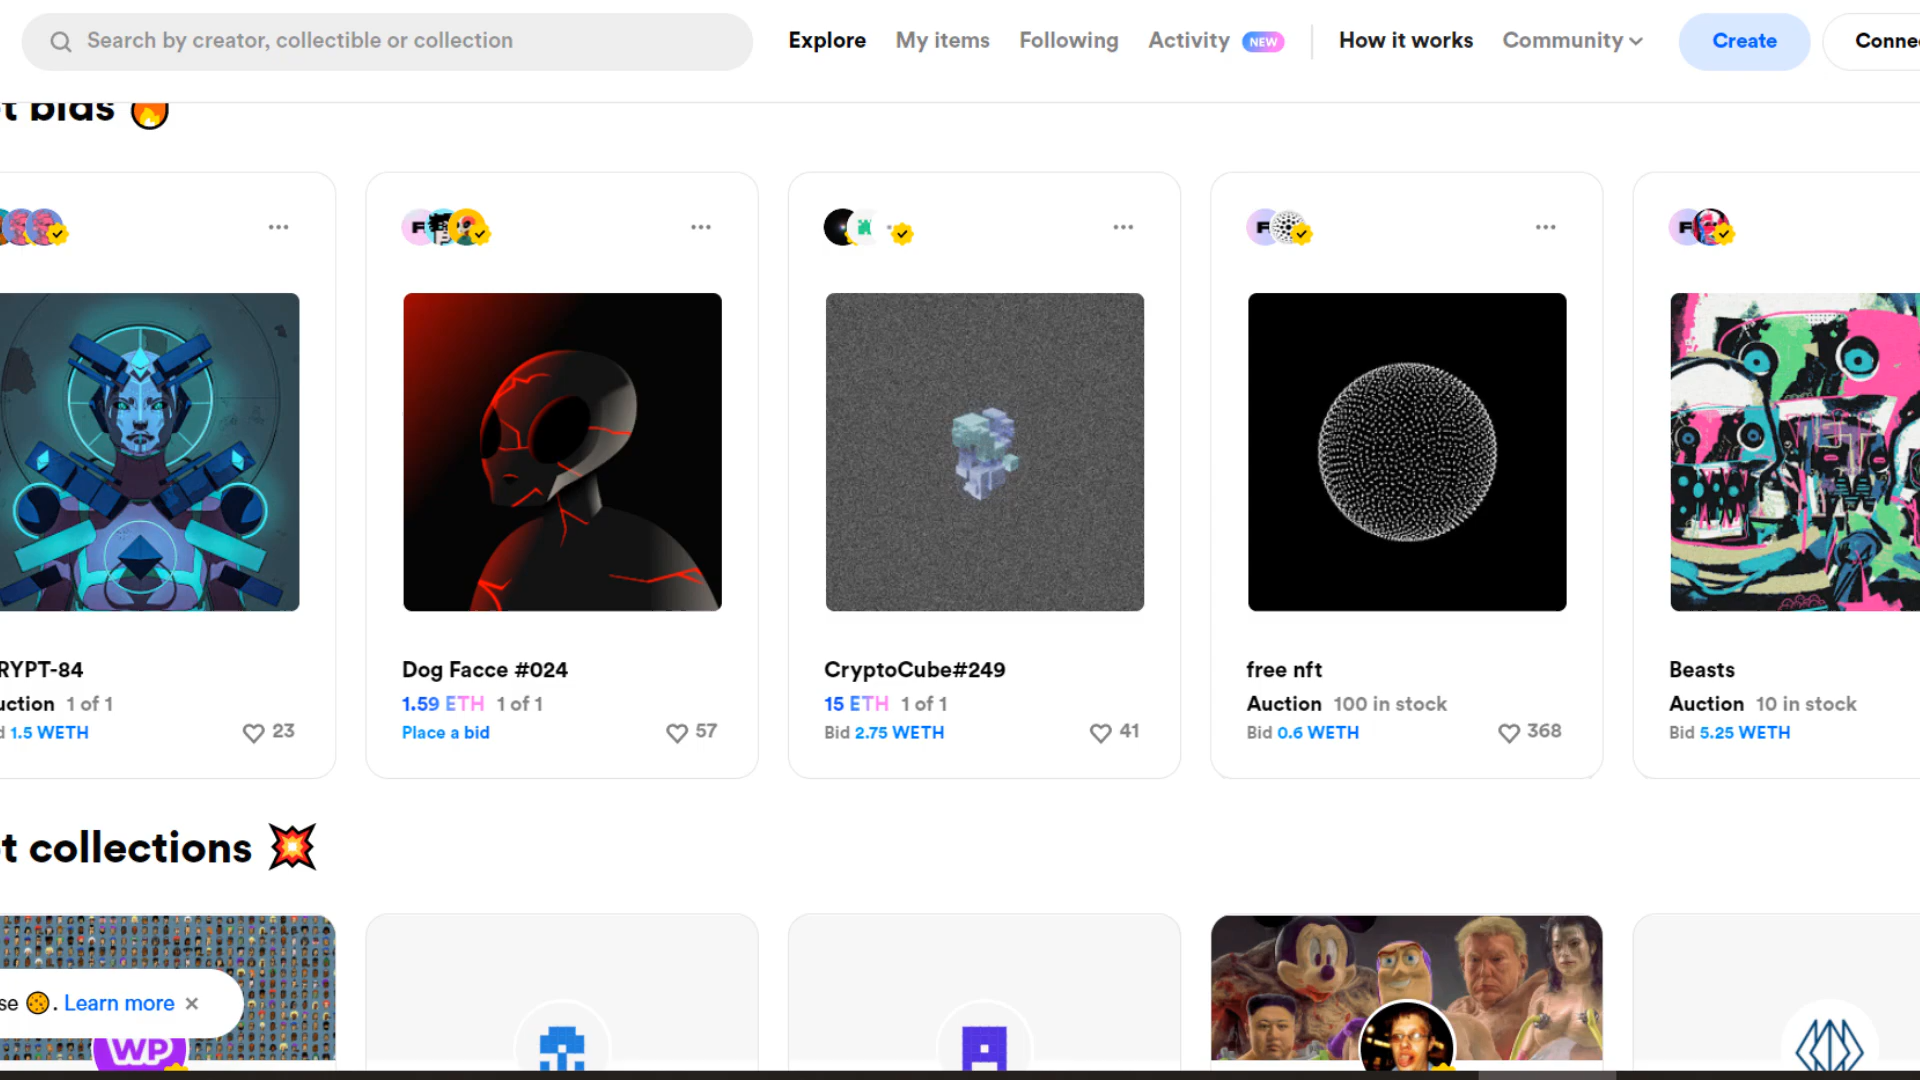 Search by creator, collectible or collection
Explore My items Following Activity NEW How it works Community Create Conne
t bids
RYPT-84
uction 1 of 1
d 1.5 WETH 23
Dog Facce #024
1.59 ETH 1 of 1
Place a bid 57
CryptoCube#249
15 ETH 1 of 1
Bid 2.75 WETH 41
free nft
Auction 100 in stock
Bid 0.6 WETH 368
Beasts
Auction 10 in stock
Bid 5.25 WETH
t collections
se . Learn more ×
WP